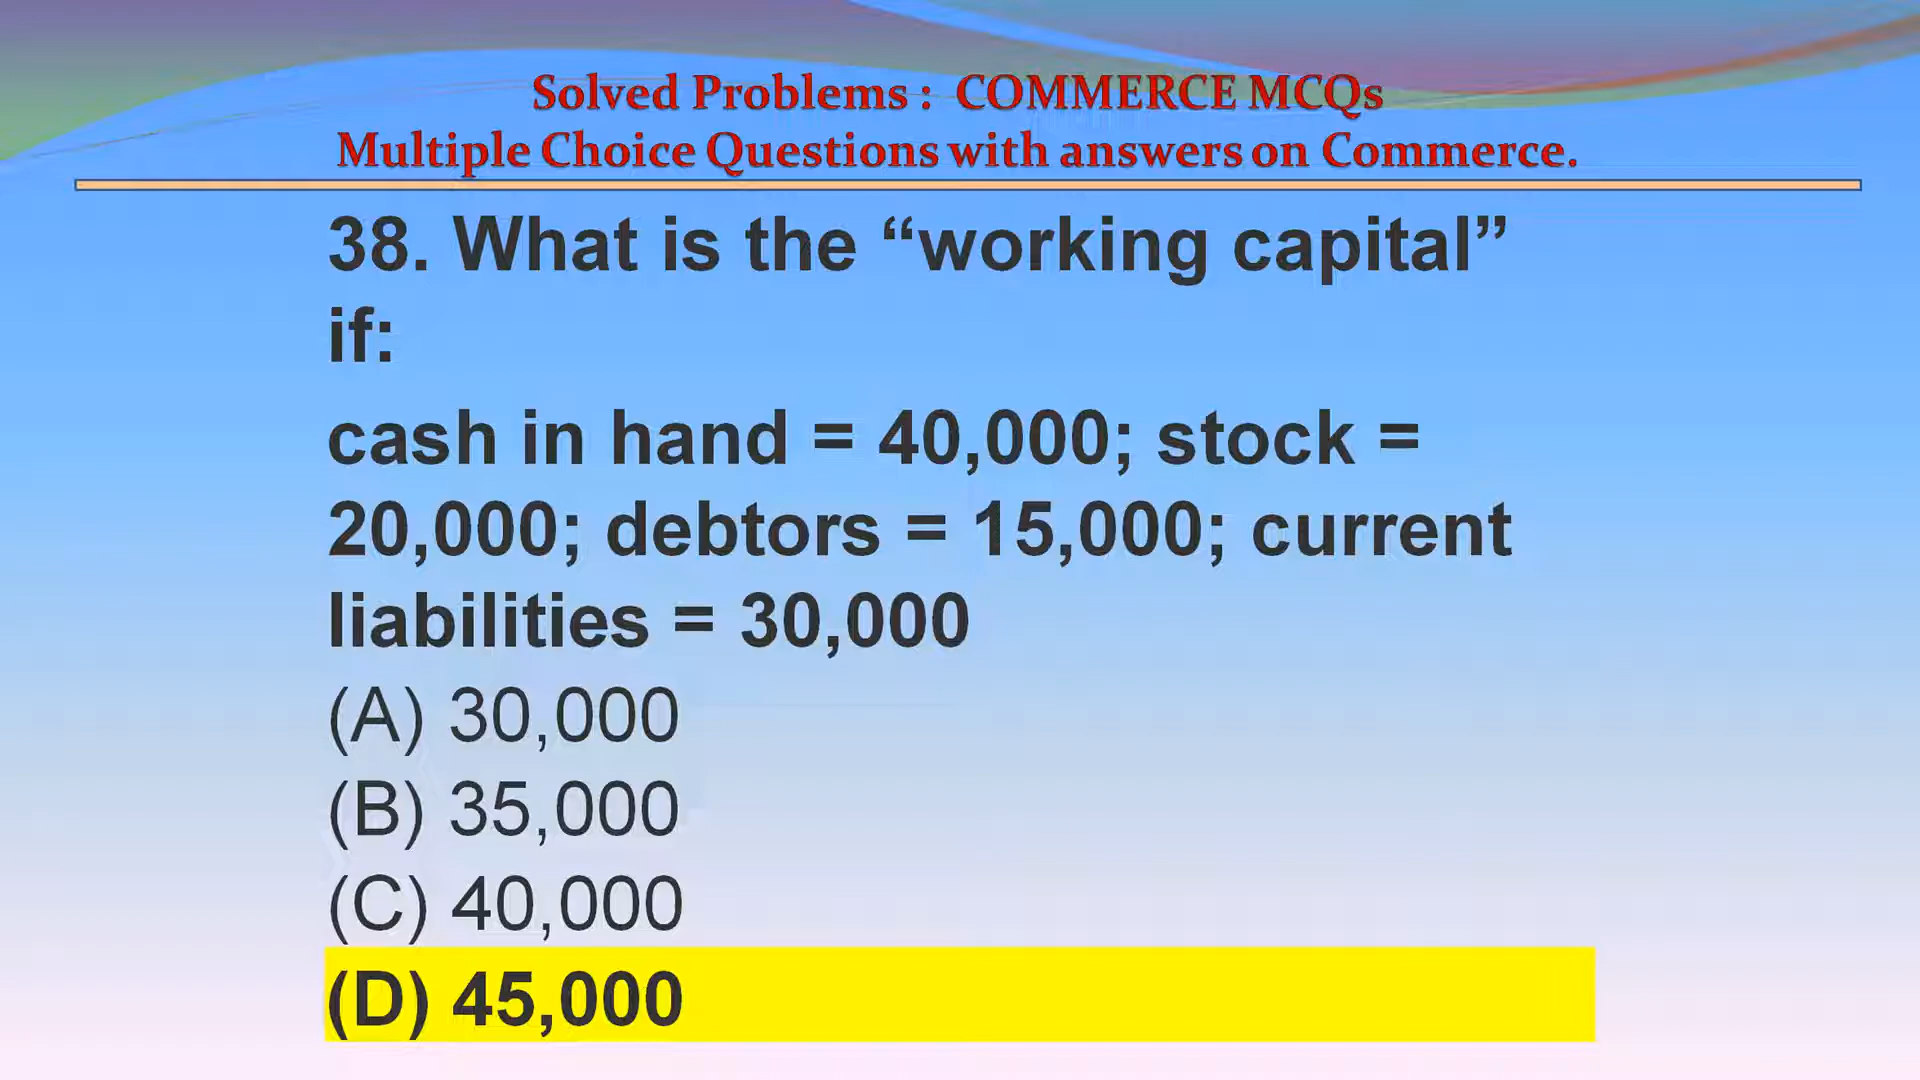 Solved Problems : COMMERCE MCQs
Multiple Choice Questions with answers on Commerce.
38. What is the “working capital”
if:
cash in hand = 40,000; stock =
20,000; debtors = 15,000; current
liabilities = 30,000
(A) 30,000
(B) 35,000
(C) 40,000
(D) 45,000